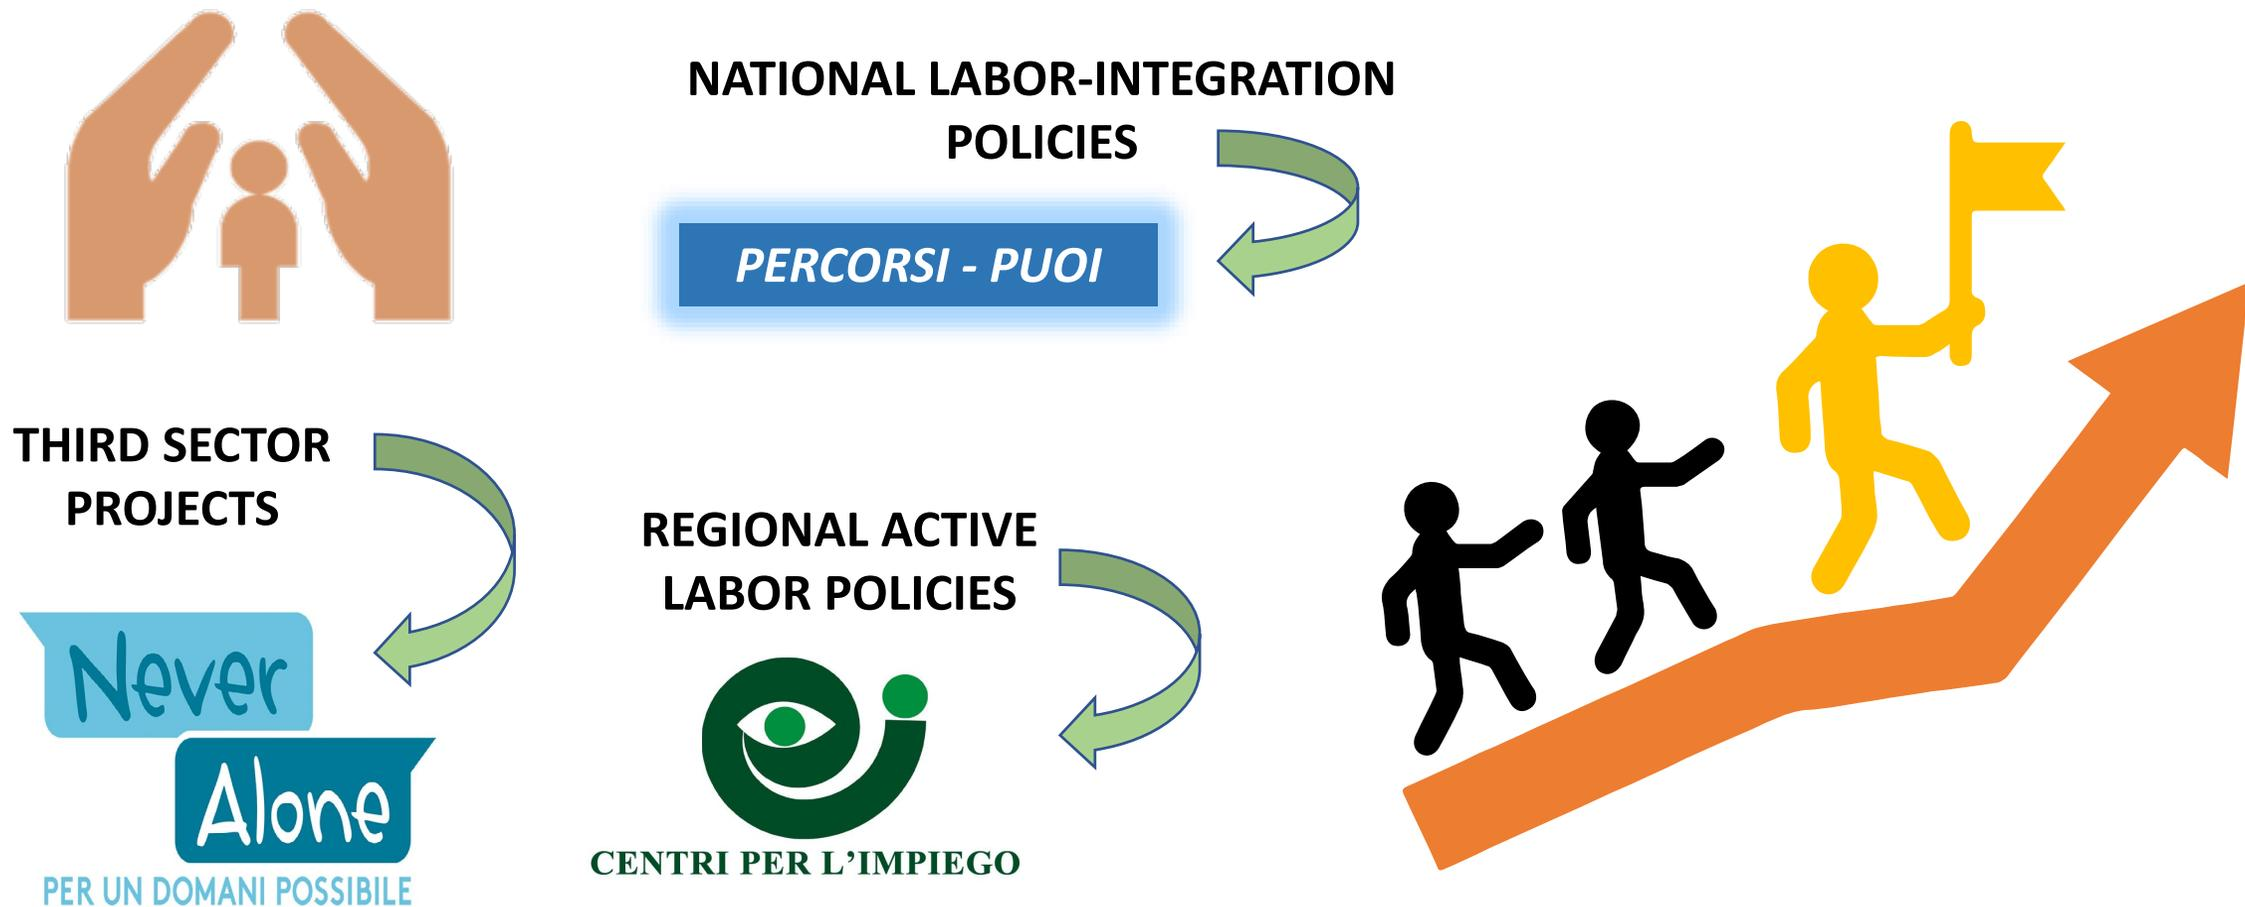 NATIONAL LABOR-INTEGRATION
POLICIES
PERCORSI - PUOI
THIRD SECTOR
PROJECTS
Never
Alone
PER UN DOMANI POSSIBILE
REGIONAL ACTIVE
LABOR POLICIES
CENTRI PER L’IMPIEGO